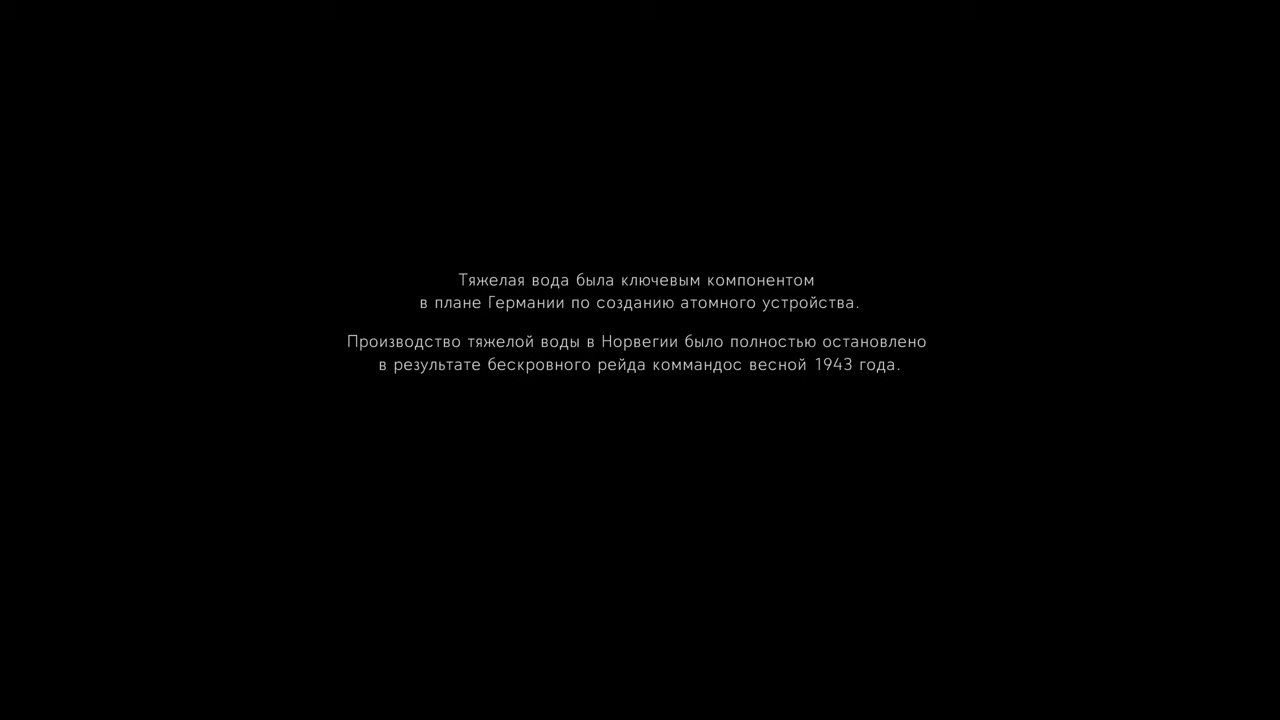 Тяжелая вода была ключевым компонентом
в плане Германии по созданию атомного устройства.
Производство тяжелой воды в Норвегии было полностью остановлено
в результате бескровного рейда коммандос весной 1943 года.